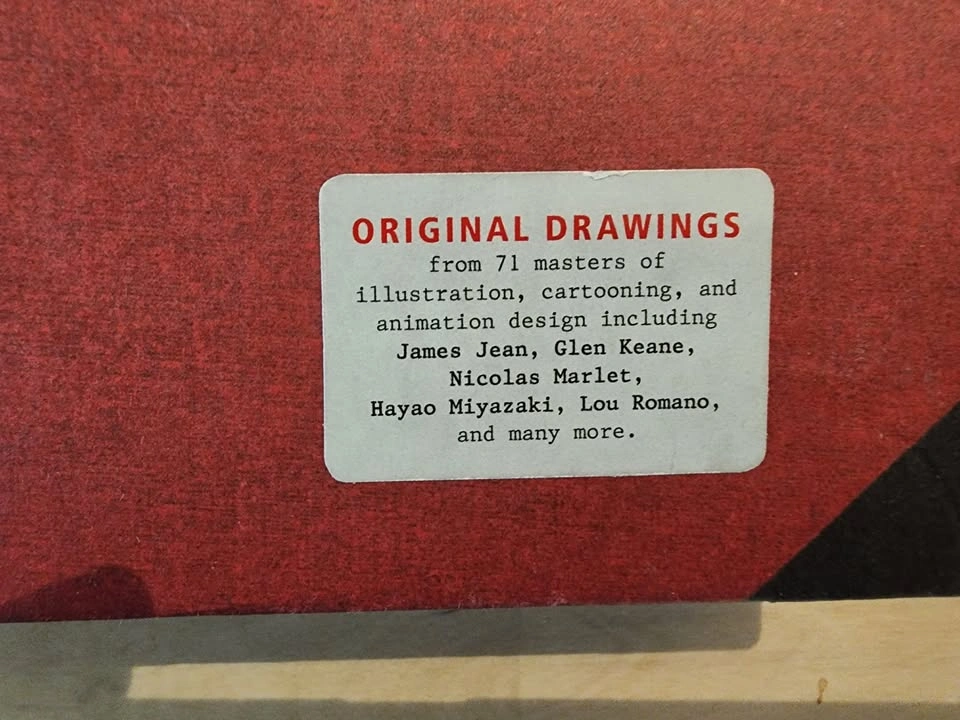 ORIGINAL DRAWINGS
from 71 masters of
illustration, cartooning, and
animation design including
James Jean, Glen Keane,
Nicolas Marlet,
Hayao Miyazaki, Lou Romano,
and many more.